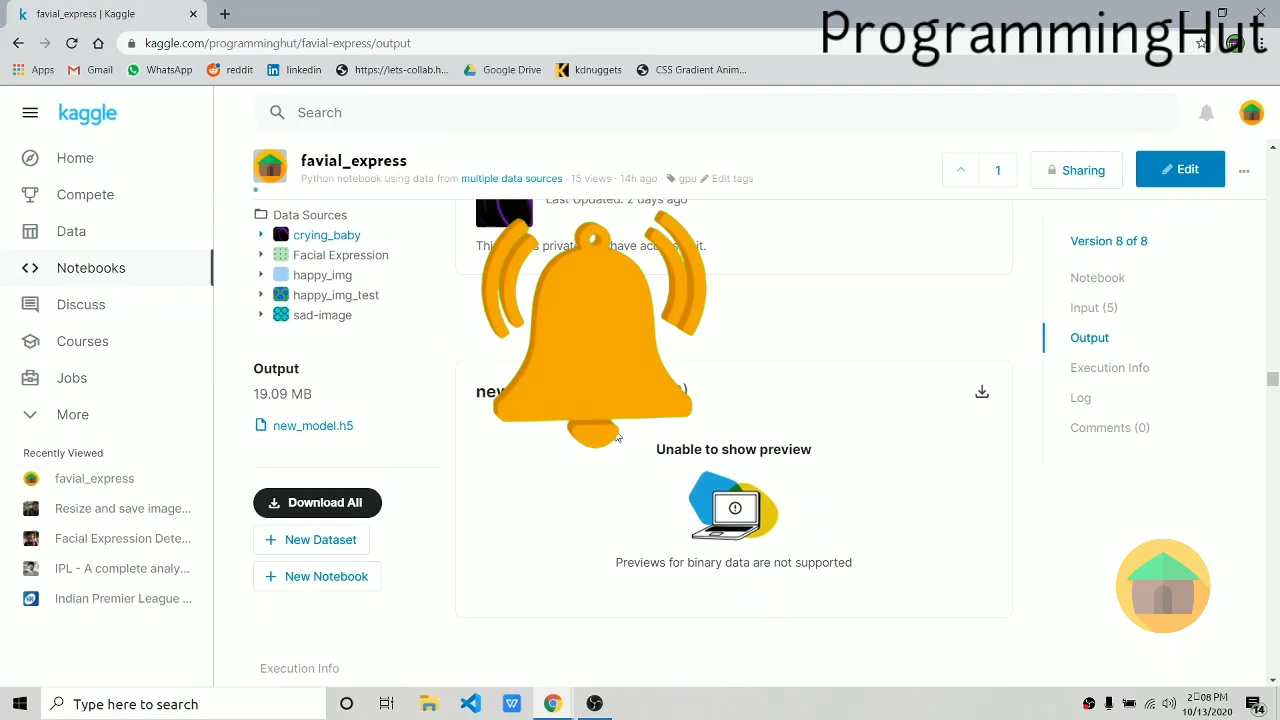 k
favial_express | Kaggle
ProgrammingHut
kaggle.com/programminghut/favial-express/output
Apps
Gmail
WhatsApp
reddit
linkedin
https://lets-collab.h...
Google Drive
kdnuggets
CSS Gradient Anim...
kaggle
Search
favial_express
Python notebook using data from multiple data sources · 15 views · 14h ago · gpu Edit tags
1
Sharing
Edit
Home
Compete
Data
Notebooks
Discuss
Courses
Jobs
More
Recently Viewed
favial_express
Resize and save image...
Facial Expression Dete...
IPL - A complete analy...
Indian Premier League ...
Data Sources
crying_baby
Facial Expression
happy_img
happy_img_test
sad-image
Output
19.09 MB
new_model.h5
Download All
New Dataset
New Notebook
Last Updated: 2 days ago
have it.
new
Unable to show preview
Previews for binary data are not supported
Execution Info
Version 8 of 8
Notebook
Input (5)
Output
Execution Info
Log
Comments (0)
Type here to search
2:08 PM
10/13/2020
14